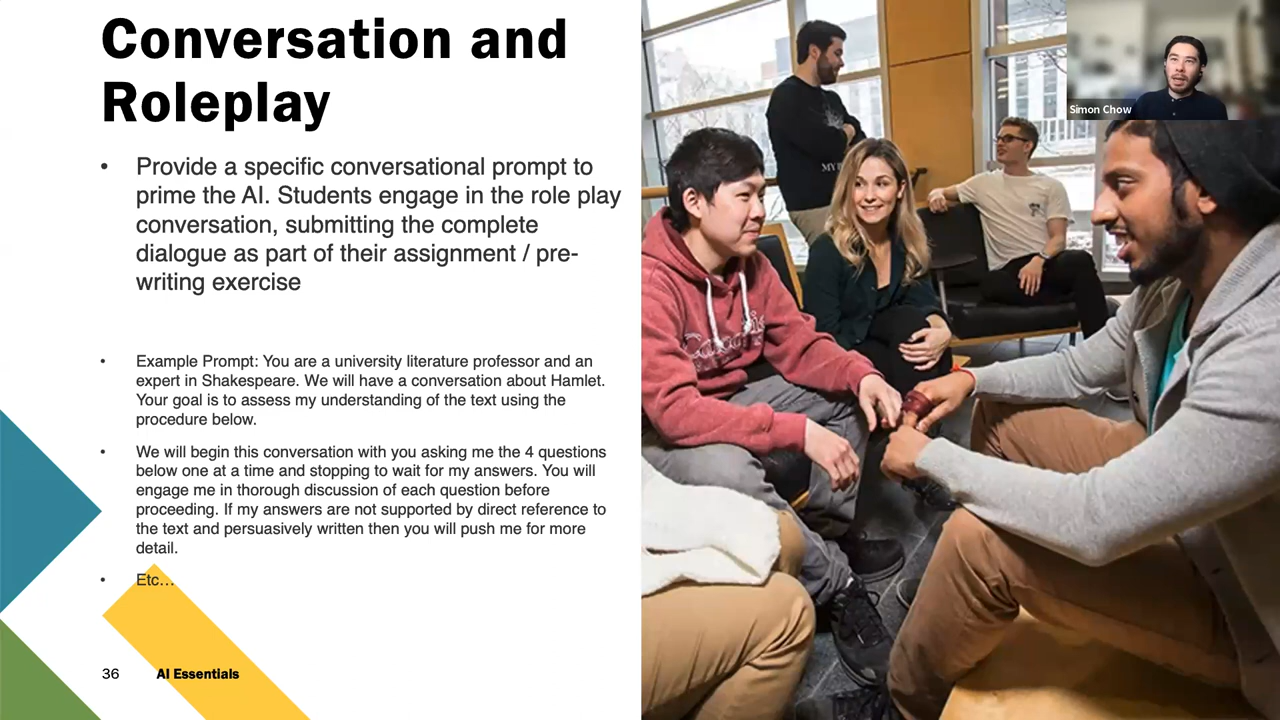 Conversation and
Roleplay
• Provide a specific conversational prompt to
prime the AI. Students engage in the role play
conversation, submitting the complete
dialogue as part of their assignment / pre-
writing exercise
• Example Prompt: You are a university literature professor and an
expert in Shakespeare. We will have a conversation about Hamlet.
Your goal is to assess my understanding of the text using the
procedure below.
• We will begin this conversation with you asking me the 4 questions
below one at a time and stopping to wait for my answers. You will
engage me in thorough discussion of each question before
proceeding. If my answers are not supported by direct reference to
the text and persuasively written then you will push me for more
detail.
• Etc…
36 AI Essentials
Simon Chow